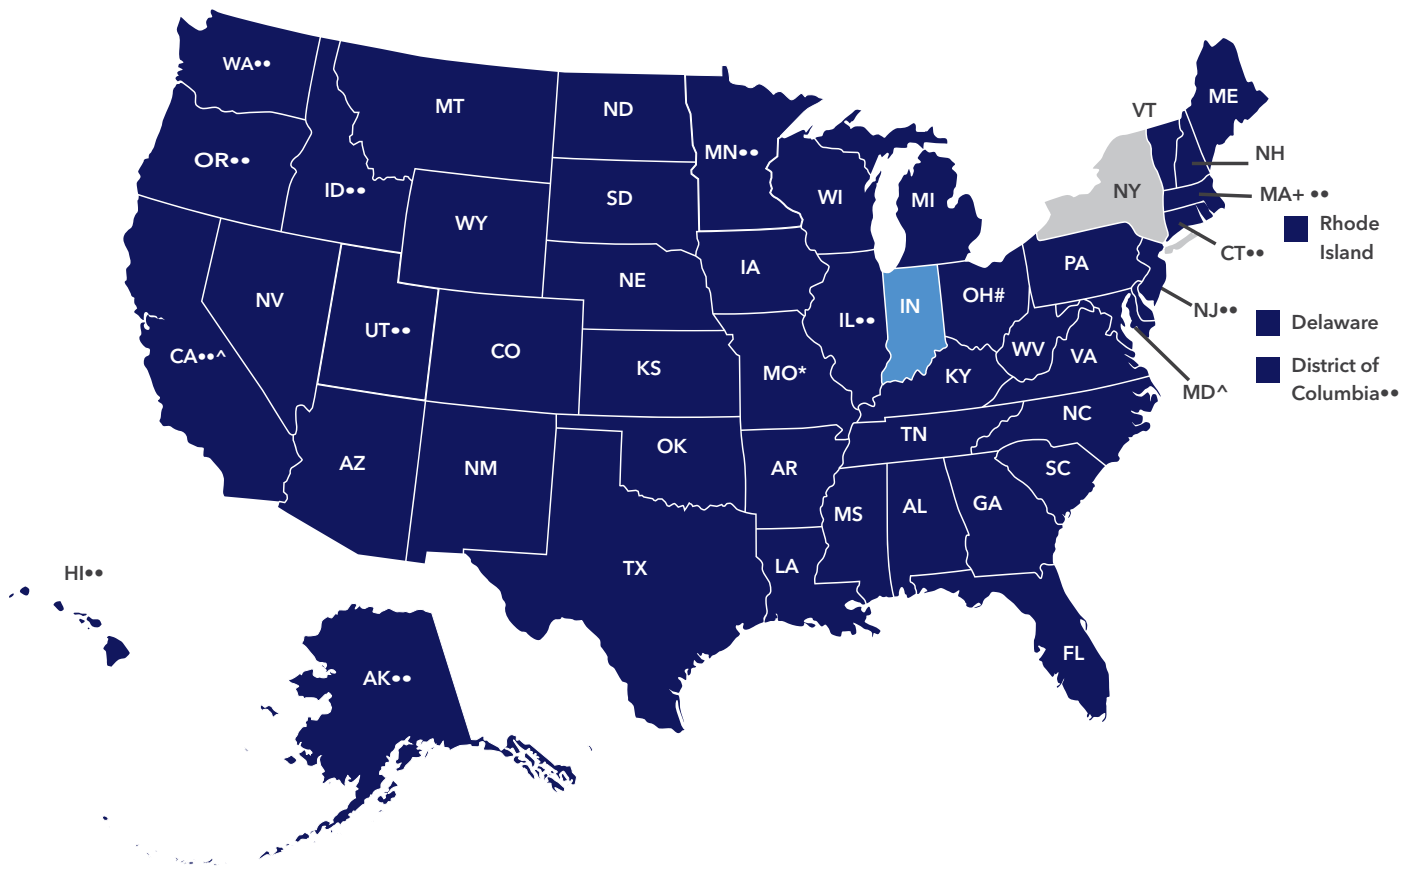 WA••
MT
ND
MN••
ME
VT
OR••
ID••
SD
WI
MI
NY
NH
MA+ ••
WY
Rhode
Island
CT••
IA
PA
NE
NV
UT••
IL••
IN
OH#
NJ••
Delaware
CA••^
CO
KS
MO*
KY
WV
VA
District of
Columbia••
MD^
AZ
NM
OK
AR
TN
NC
SC
MS
AL
GA
TX
LA
HI••
AK••
FL